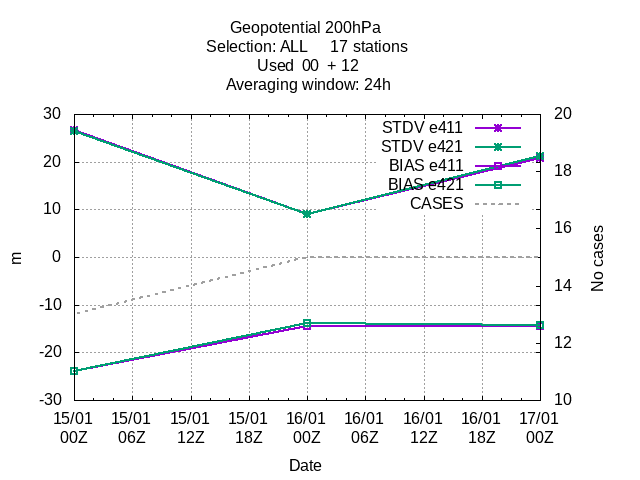 Geopotential 200hPa
Selection: ALL     17 stations
Used  00  + 12
Averaging window: 24h
30
20
10
0
-10
-20
-30
m
20
18
16
14
12
10
No cases
STDV e411
STDV e421
BIAS e411
BIAS e421
CASES
15/01 15/01 15/01 15/01 16/01 16/01 16/01 16/01 17/01
00Z 06Z 12Z 18Z 00Z 06Z 12Z 18Z 00Z
Date